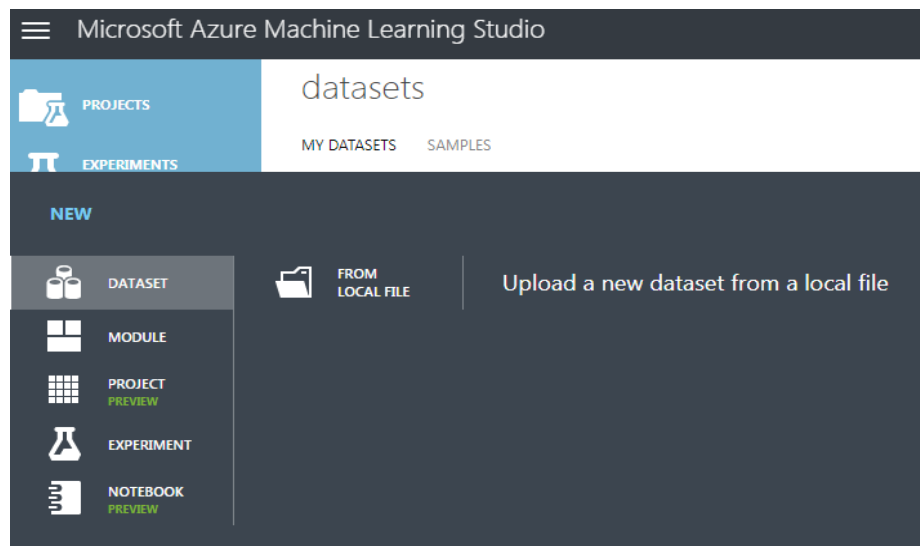 Microsoft Azure Machine Learning Studio
PROJECTS
EXPERIMENTS
datasets
MY DATASETS SAMPLES
NEW
DATASET
MODULE
PROJECT
PREVIEW
EXPERIMENT
NOTEBOOK
PREVIEW
FROM
LOCAL FILE
Upload a new dataset from a local file